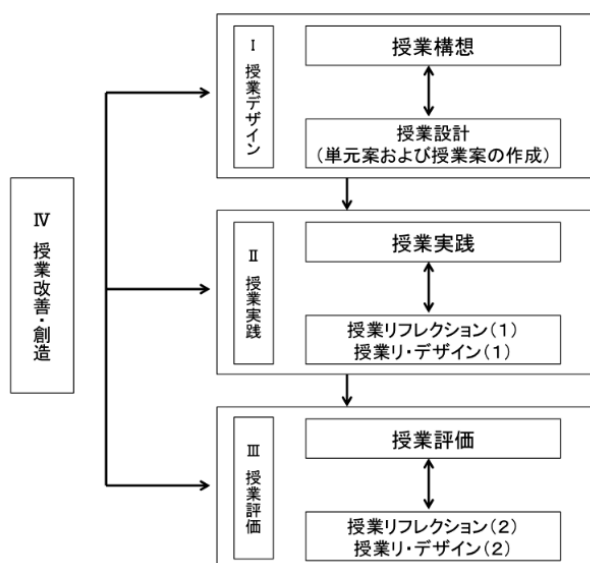 Ⅰ 授業デザイン
授業構想
授業設計
(単元案および授業案の作成)
Ⅳ 授業改善・創造
Ⅱ 授業実践
授業実践
授業リフレクション(1)
授業リ・デザイン(1)
Ⅲ 授業評価
授業評価
授業リフレクション(2)
授業リ・デザイン(2)